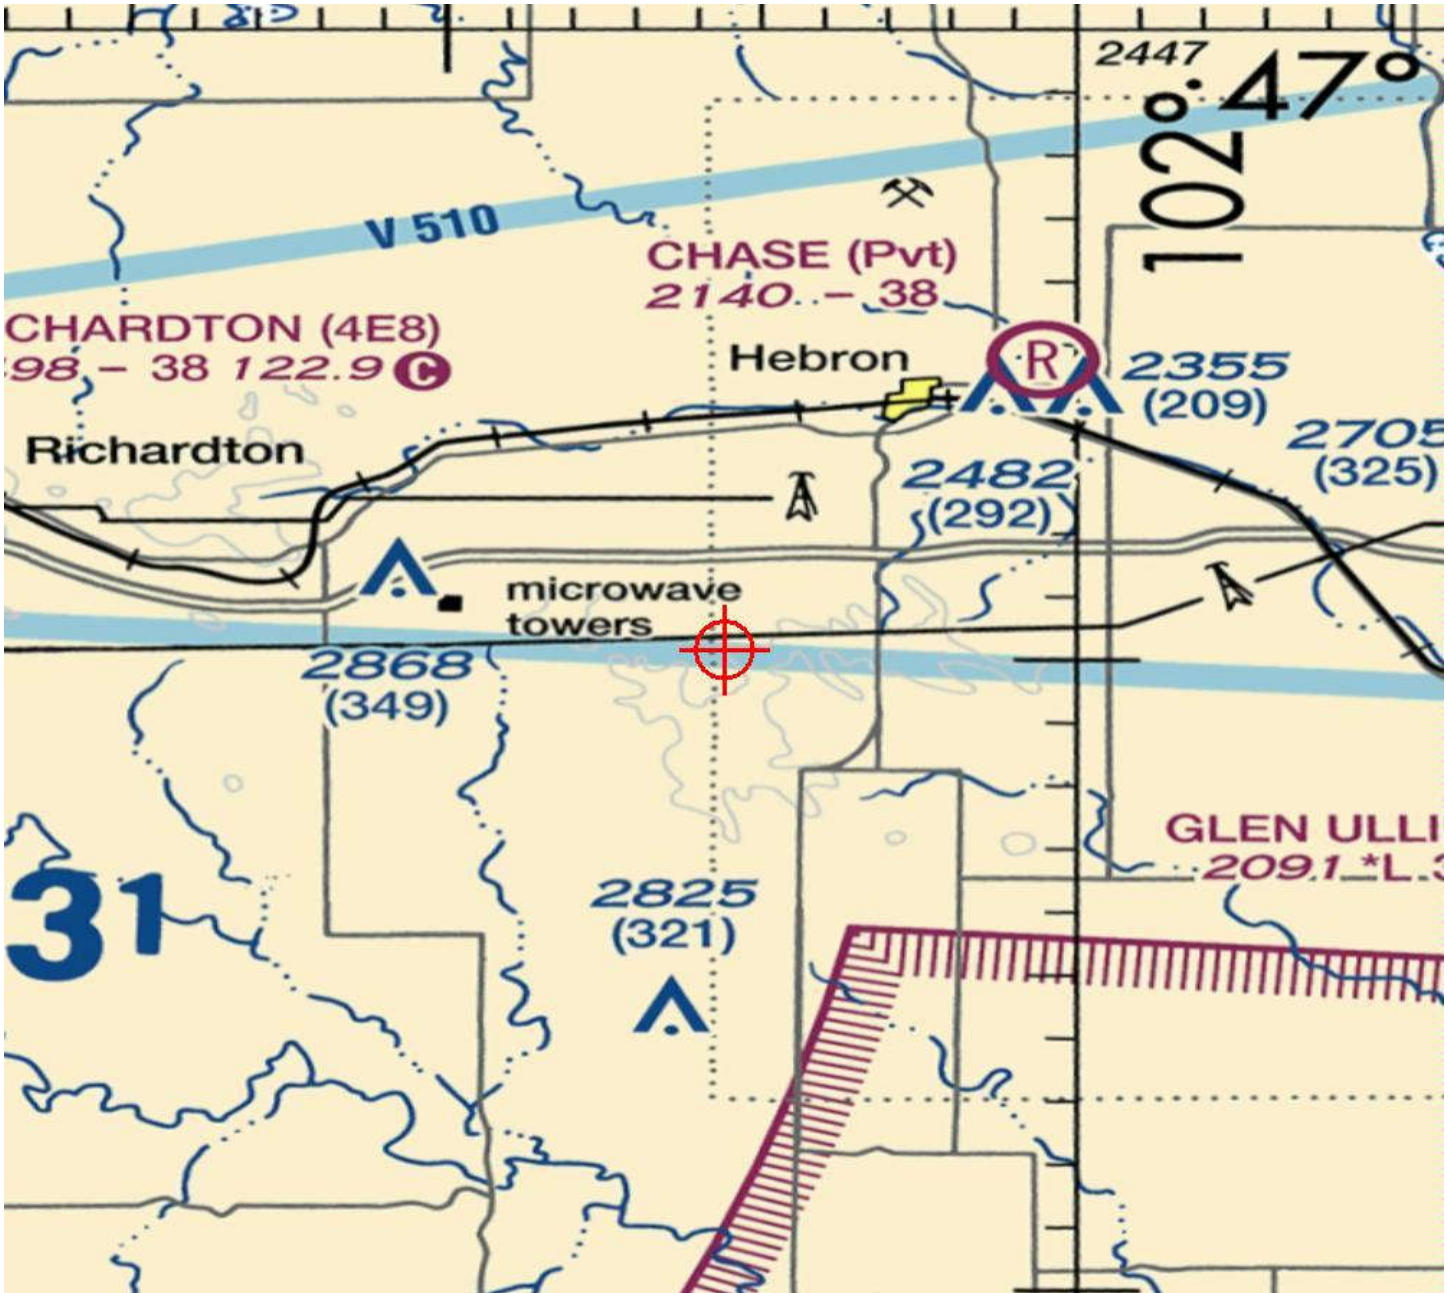 2447
47°
102°
V 510
CHASE (Pvt)
2140 - 38
CHARDTON (4E8)
98 - 38 122.9 C
Hebron
R
2355
(209)
Richardton
2705
(325)
2482
(292)
microwave
towers
2868
(349)
GLEN ULLI
2091 *L
31
2825
(321)